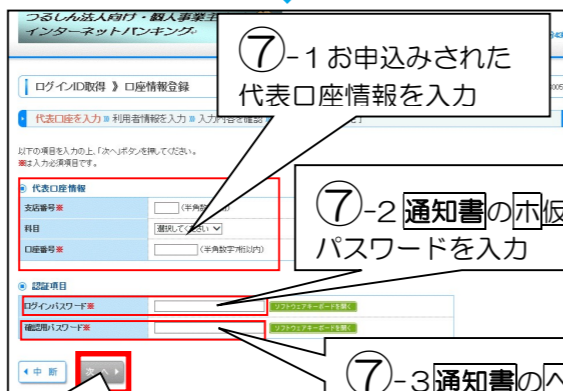 つるしん法人向け・個人事業主
インターネットバンキング
⑦-1お申込みされた
代表口座情報を入力
ログインID取得 》 口座情報登録
代表口座を入力 » 利用者情報を入力 » 入力内容を確認
以下の項目を入力の上、「次へ」ボタンを押してください。
※は入力必須項目です。
代表口座情報
支店番号※
(半角数
科目
選択してください
口座番号※
(半角数字7桁以内)
⑦-2 通知書のホ仮
パスワードを入力
認証項目
ログインパスワード※
ソフトウェアキーボードを開く
確認用パスワード※
ソフトウェアキーボードを開く
⑦-3通知書のヘ
中 断
次 へ